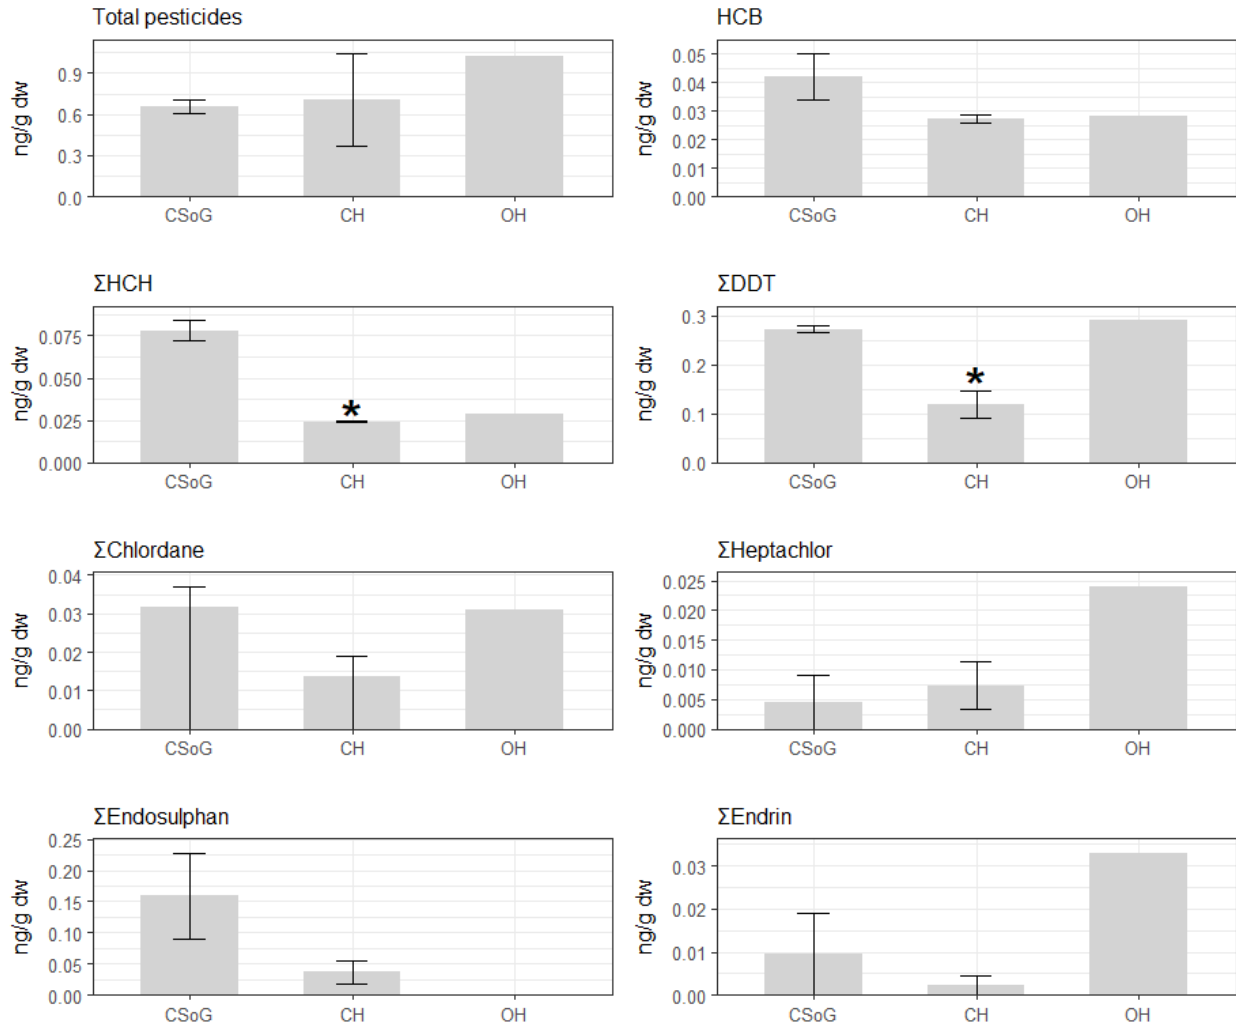 Total pesticides
ng/g dw
0.9
0.6
0.3
0.0
CSoG CH OH
HCB
ng/g dw
0.05
0.04
0.03
0.02
0.01
0.00
CSoG CH OH
ΣHCH
ng/g dw
0.075
0.050
0.025
0.000
*
CSoG CH OH
ΣDDT
ng/g dw
0.3
0.2
0.1
0.0
*
CSoG CH OH
ΣChlordane
ng/g dw
0.04
0.03
0.02
0.01
0.00
CSoG CH OH
ΣHeptachlor
ng/g dw
0.025
0.020
0.015
0.010
0.005
0.000
CSoG CH OH
ΣEndosulphan
ng/g dw
0.25
0.20
0.15
0.10
0.05
0.00
CSoG CH OH
ΣEndrin
ng/g dw
0.03
0.02
0.01
0.00
CSoG CH OH